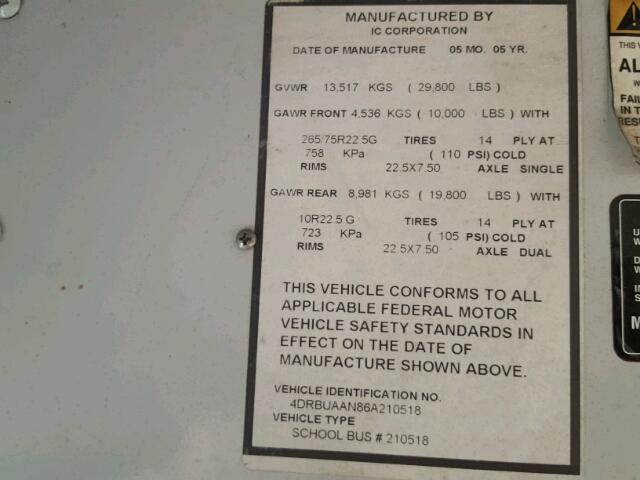 MANUFACTURED BY
IC CORPORATION
DATE OF MANUFACTURE 05 MO. 05 YR.
GVWR 13,517 KGS ( 29,800 LBS )
GAWR FRONT 4,536 KGS ( 10,000 LBS ) WITH
265/75R22.5G TIRES 14 PLY AT
758 KPa ( 110 PSI) COLD
RIMS 22.5X7.50 AXLE SINGLE
GAWR REAR 8,981 KGS ( 19,800 LBS ) WITH
10R22.5 G TIRES 14 PLY AT
723 KPa ( 105 PSI) COLD
RIMS 22.5X7.50 AXLE DUAL
THIS VEHICLE CONFORMS TO ALL
APPLICABLE FEDERAL MOTOR
VEHICLE SAFETY STANDARDS IN
EFFECT ON THE DATE OF
MANUFACTURE SHOWN ABOVE.
VEHICLE IDENTIFICATION NO.
4DRBUAAN86A210518
VEHICLE TYPE
SCHOOL BUS # 210518
THIS V
AL
W
FAIL
IN T
RES